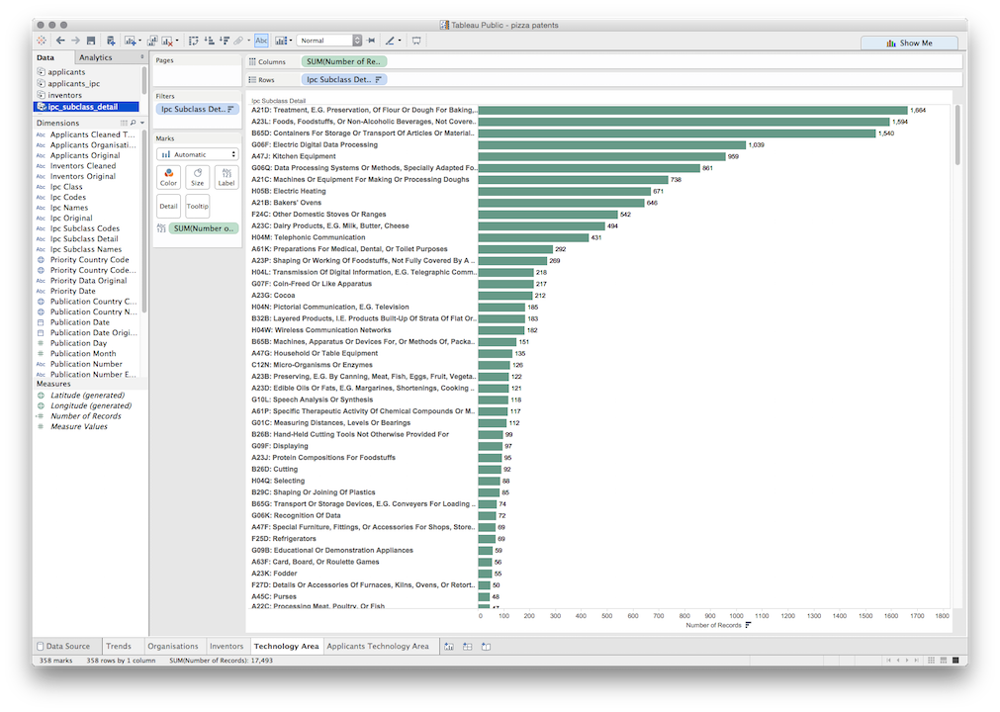 Tableau Public - pizza patents
Abc
Normal
Show Me
Data
Analytics
applicants
applicants_ipc
inventors
ipc_subclass_detail
Dimensions
Abc Applicants Cleaned T...
Abc Applicants Organisati...
Abc Applicants Original
Abc Inventors Cleaned
Abc Inventors Original
Abc Ipc Class
Abc Ipc Codes
Abc Ipc Names
Abc Ipc Original
Abc Ipc Subclass Codes
Abc Ipc Subclass Detail
Abc Ipc Subclass Names
Priority Country Code
Priority Country Code...
Abc Priority Data Original
Abc Priority Date
Publication Country C...
Publication Country N...
Publication Date
Publication Date Origi...
# Publication Day
# Publication Month
Abc Publication Number
Abc Publication Number E...
Measures
Latitude (generated)
Longitude (generated)
# Number of Records
# Measure Values
Pages
Filters
Ipc Subclass Det..
Marks
Automatic
Color
Size
Abc
123
Label
Detail
Tooltip
Abc
123
SUM(Number o..
Columns
SUM(Number of Re..
Rows
Ipc Subclass Det..
Ipc Subclass Detail
A21D: Treatment, E.G. Preservation, Of Flour Or Dough For Baking,.. 1,664
A23L: Foods, Foodstuffs, Or Non-Alcoholic Beverages, Not Covere.. 1,594
B65D: Containers For Storage Or Transport Of Articles Or Material.. 1,540
G06F: Electric Digital Data Processing 1,039
A47J: Kitchen Equipment 959
G06Q: Data Processing Systems Or Methods, Specially Adapted Fo.. 861
A21C: Machines Or Equipment For Making Or Processing Doughs 738
H05B: Electric Heating 671
A21B: Bakers' Ovens 646
F24C: Other Domestic Stoves Or Ranges 542
A23C: Dairy Products, E.G. Milk, Butter, Cheese 494
H04M: Telephonic Communication 431
A61K: Preparations For Medical, Dental, Or Toilet Purposes 292
A23P: Shaping Or Working Of Foodstuffs, Not Fully Covered By A .. 269
H04L: Transmission Of Digital Information, E.G. Telegraphic Comm.. 218
G07F: Coin-Freed Or Like Apparatus 217
A23G: Cocoa 212
H04N: Pictorial Communication, E.G. Television 185
B32B: Layered Products, I.E. Products Built-Up Of Strata Of Flat Or.. 183
H04W: Wireless Communication Networks 182
B65B: Machines, Apparatus Or Devices For, Or Methods Of, Packa.. 151
A47G: Household Or Table Equipment 135
C12N: Micro-Organisms Or Enzymes 126
A23B: Preserving, E.G. By Canning, Meat, Fish, Eggs, Fruit, Vegeta.. 122
A23D: Edible Oils Or Fats, E.G. Margarines, Shortenings, Cooking .. 121
G10L: Speech Analysis Or Synthesis 118
A61P: Specific Therapeutic Activity Of Chemical Compounds Or M.. 117
G01C: Measuring Distances, Levels Or Bearings 112
B26B: Hand-Held Cutting Tools Not Otherwise Provided For 99
G09F: Displaying 97
A23J: Protein Compositions For Foodstuffs 95
B26D: Cutting 92
H04Q: Selecting 88
B29C: Shaping Or Joining Of Plastics 85
B65G: Transport Or Storage Devices, E.G. Conveyers For Loading .. 74
G06K: Recognition Of Data 72
A47F: Special Furniture, Fittings, Or Accessories For Shops, Store.. 69
F25D: Refrigerators 69
G09B: Educational Or Demonstration Appliances 59
A63F: Card, Board, Or Roulette Games 56
A23K: Fodder 55
F27D: Details Or Accessories Of Furnaces, Kilns, Ovens, Or Retort.. 50
A45C: Purses 48
A22C: Processing Meat, Poultry, Or Fish 47
0 100 200 300 400 500 600 700 800 900 1000 1100 1200 1300 1400 1500 1600 1700 1800
Number of Records
Data Source
Trends
Organisations
Inventors
Technology Area
Applicants Technology Area
358 marks
358 rows by 1 column
SUM(Number of Records): 17,493